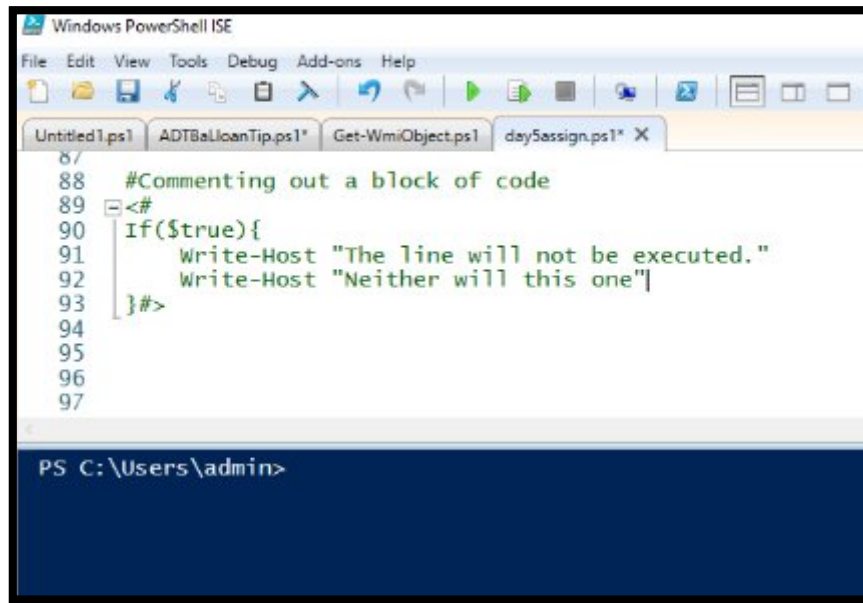 Windows PowerShell ISE
File Edit View Tools Debug Add-ons Help
Untitled1.ps1 ADTBaLloanTip.ps1* Get-WmiObject.ps1 day5assign.ps1* X
87
88 #Commenting out a block of code
89 <#
90 If($true){
91 Write-Host "The line will not be executed."
92 Write-Host "Neither will this one"
93 }#>
94
95
96
97
PS C:\Users\admin>